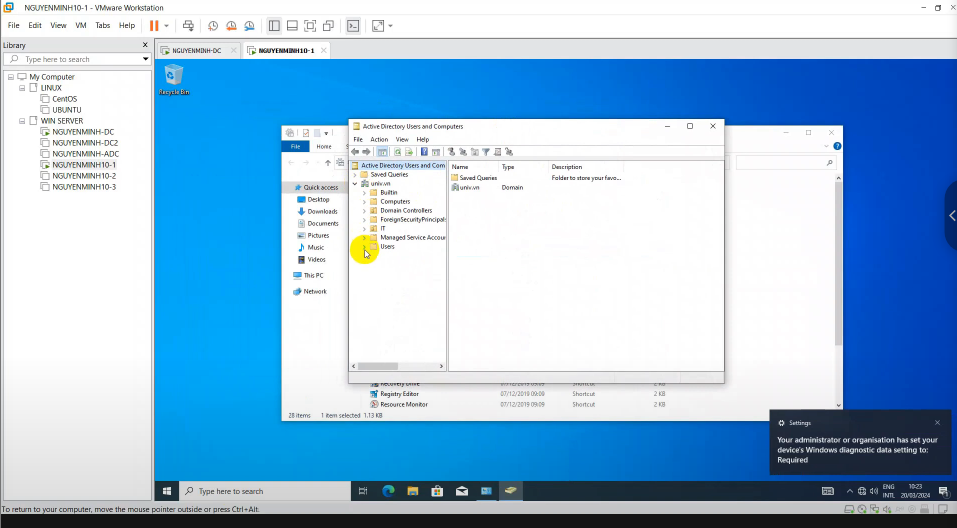 NGUYENMINH10-1 - VMware Workstation
File Edit View VM Tabs Help
Library
Type here to search
My Computer
LINUX
CentOS
UBUNTU
WIN SERVER
NGUYENMINH-DC
NGUYENMINH-DC2
NGUYENMINH-ADC
NGUYENMINH10-1
NGUYENMINH10-2
NGUYENMINH10-3
NGUYENMINH-DC
NGUYENMINH10-1
Recycle Bin
File Home
Quick access
Desktop
Downloads
Documents
Pictures
Music
Videos
This PC
Network
Active Directory Users and Computers
File Action View Help
Active Directory Users and Com
Saved Queries
univ.vn
Builtin
Computers
Domain Controllers
ForeignSecurityPrincipals
IT
Managed Service Accoun
Users
Name Type Description
Saved Queries Folder to store your favo...
univ.vn Domain
Recovery Drive 07/12/2019 09:09 Shortcut 2 KB
Registry Editor 07/12/2019 09:09 Shortcut 2 KB
Resource Monitor 07/12/2019 09:09 Shortcut 2 KB
28 items 1 item selected 1,13 KB
Settings
Your administrator or organisation has set your
device's Windows diagnostic data setting to:
Required
Type here to search
ENG
INTL
10:23
20/03/2024
To return to your computer, move the mouse pointer outside or press Ctrl+Alt.